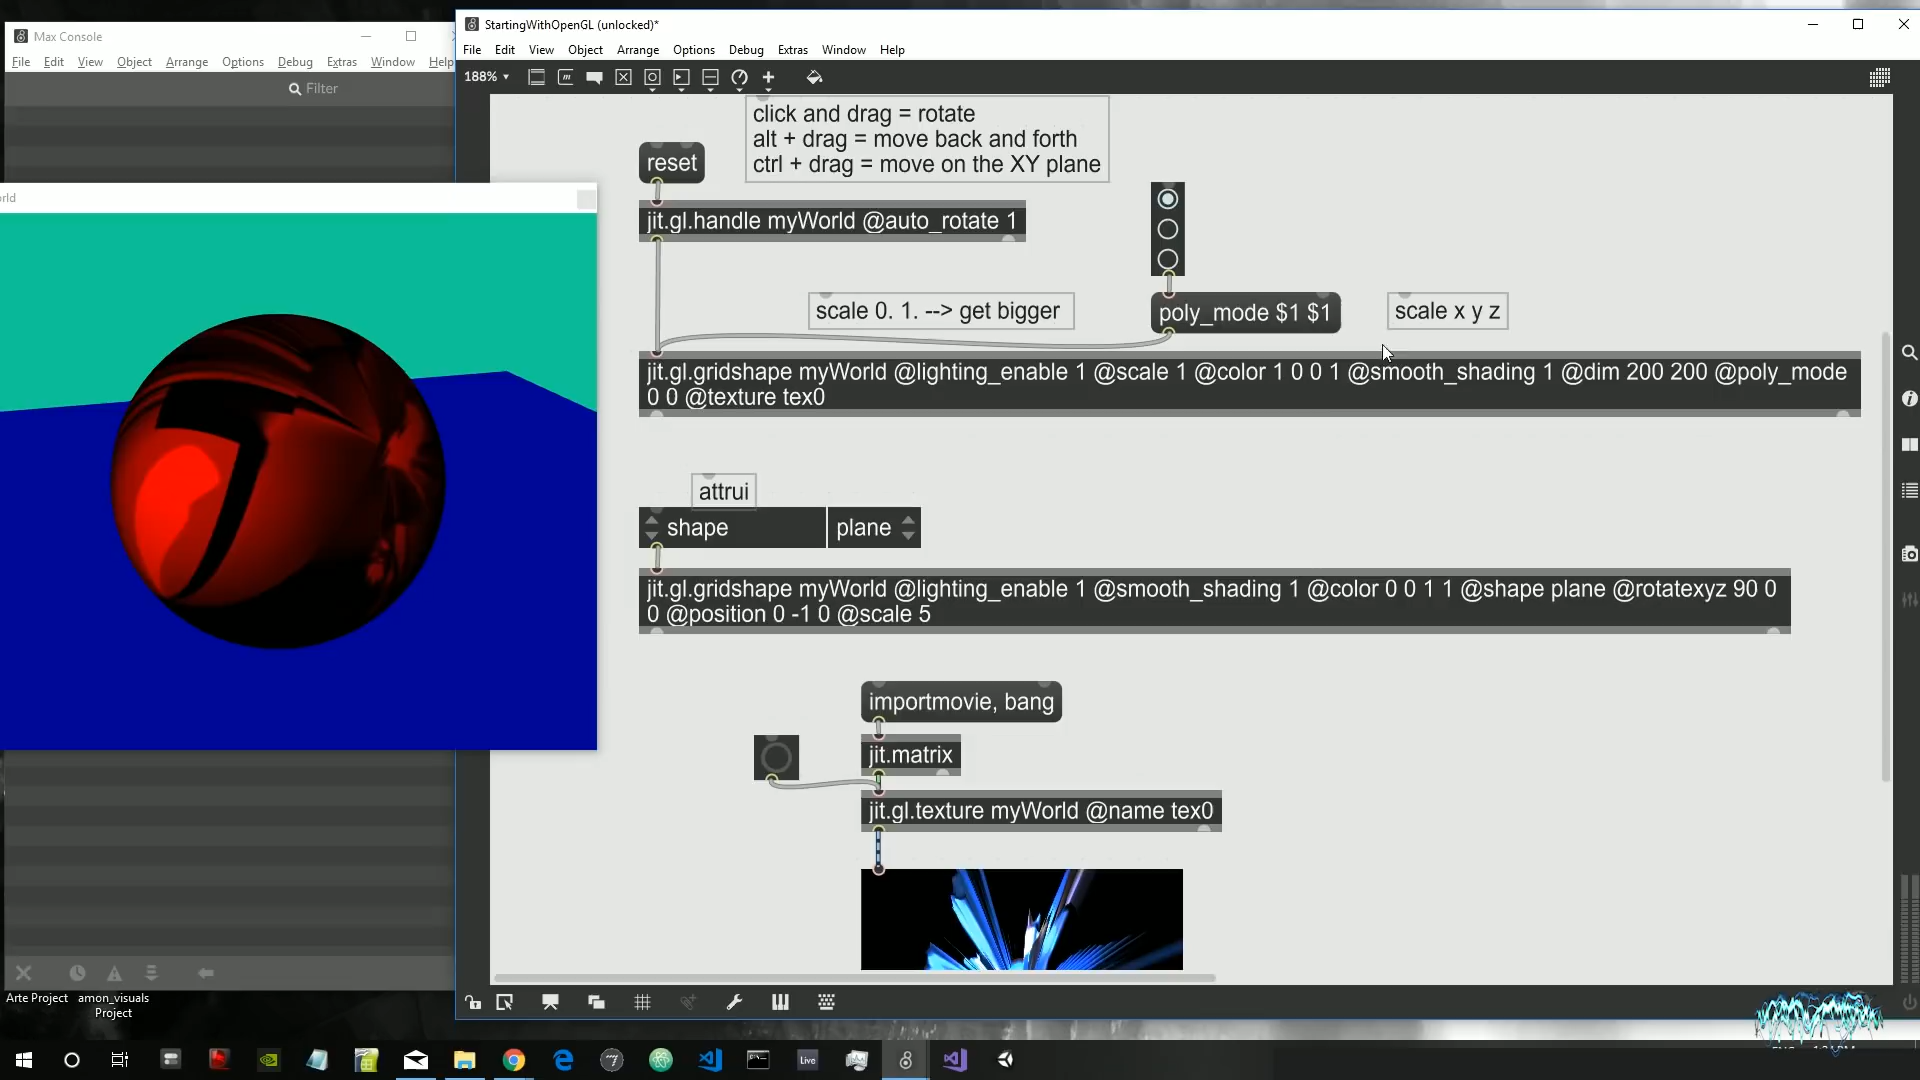 Max Console
File Edit View Object Arrange Options Debug Extras Window Help
Filter
StartingWithOpenGL (unlocked)*
File Edit View Object Arrange Options Debug Extras Window Help
188%
rld
click and drag = rotate
alt + drag = move back and forth
ctrl + drag = move on the XY plane
reset
jit.gl.handle myWorld @auto_rotate 1
scale 0. 1. --> get bigger
poly_mode $1 $1
scale x y z
jit.gl.gridshape myWorld @lighting_enable 1 @scale 1 @color 1 0 0 1 @smooth_shading 1 @dim 200 200 @poly_mode
0 0 @texture tex0
attrui
shape plane
jit.gl.gridshape myWorld @lighting_enable 1 @smooth_shading 1 @color 0 0 1 1 @shape plane @rotatexyz 90 0
0 @position 0 -1 0 @scale 5
importmovie, bang
jit.matrix
jit.gl.texture myWorld @name tex0
Arte Project
amon_visuals
Project
Live